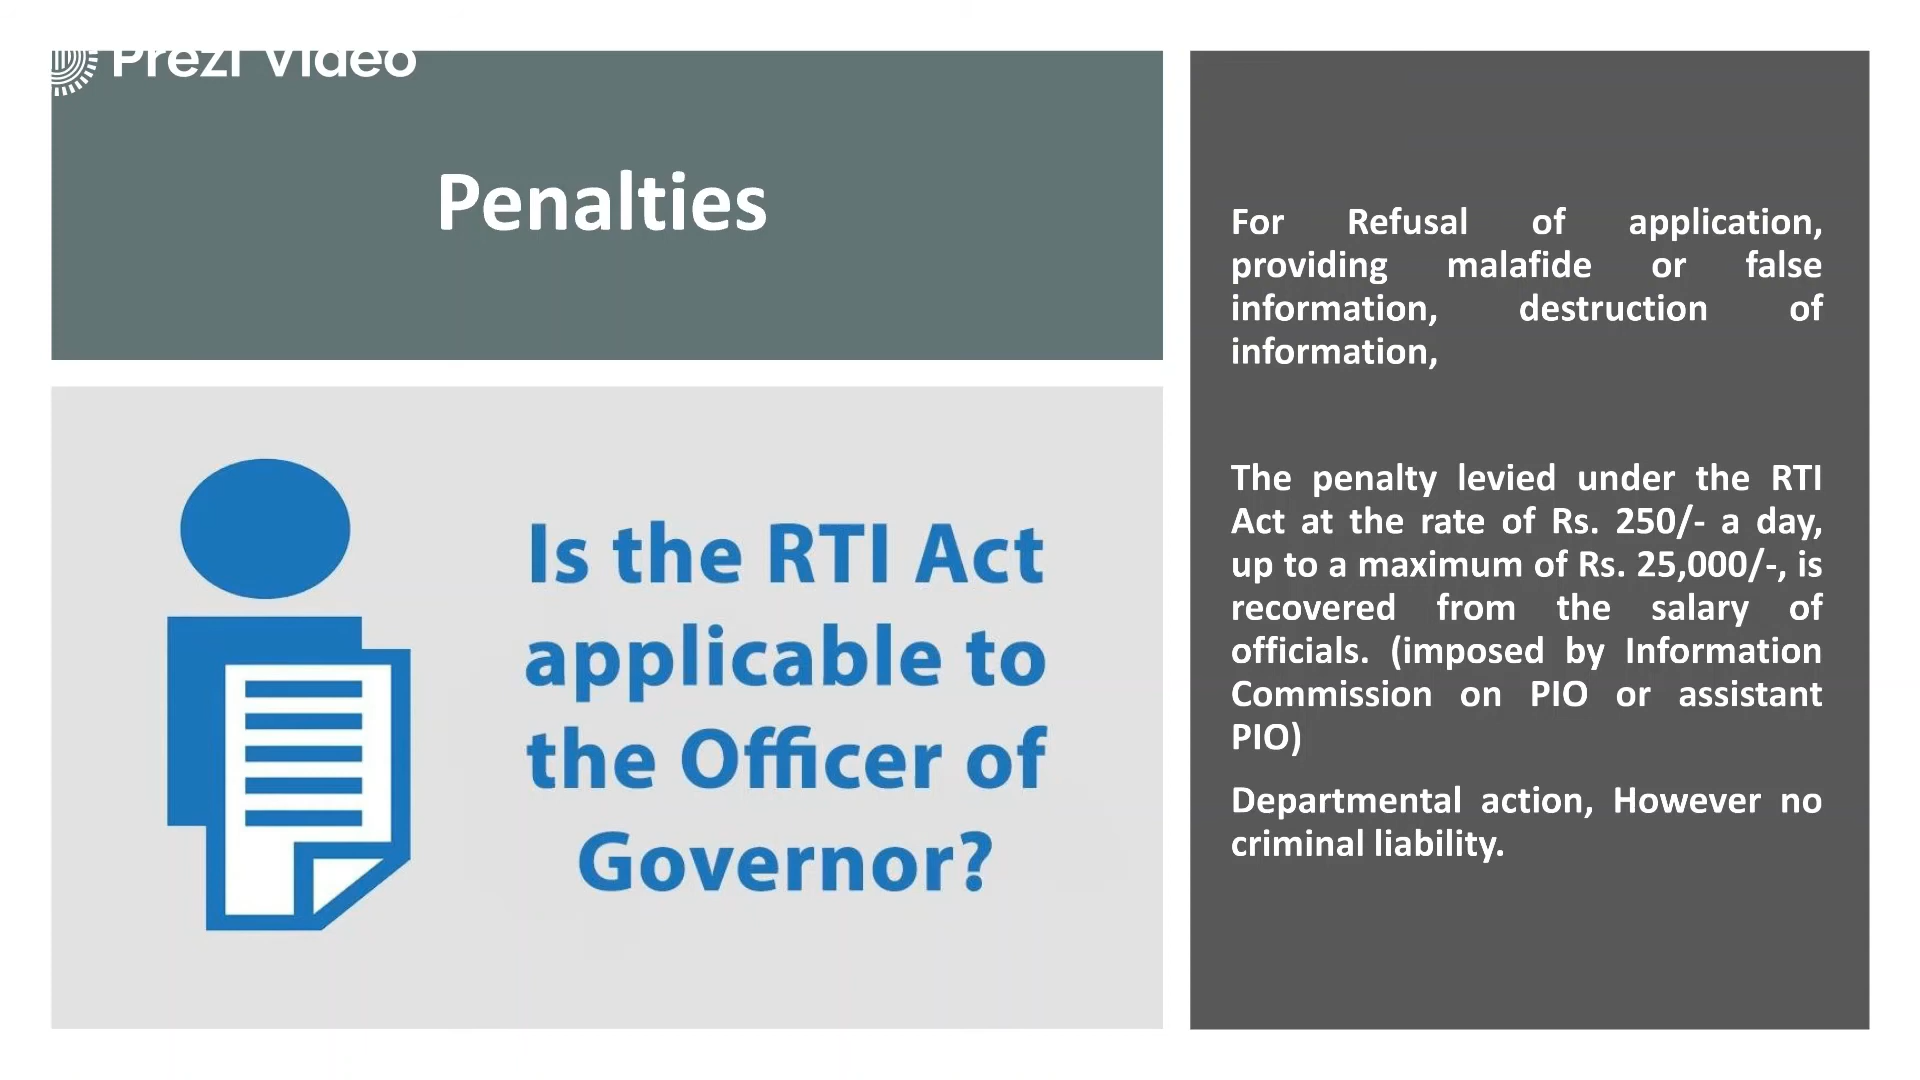 Prezi Video
Penalties
Is the RTI Act
applicable to
the Officer of
Governor?
For Refusal of application,
providing malafide or false
information, destruction of
information,
The penalty levied under the RTI
Act at the rate of Rs. 250/- a day,
up to a maximum of Rs. 25,000/-, is
recovered from the salary of
officials. (imposed by Information
Commission on PIO or assistant
PIO)
Departmental action, However no
criminal liability.